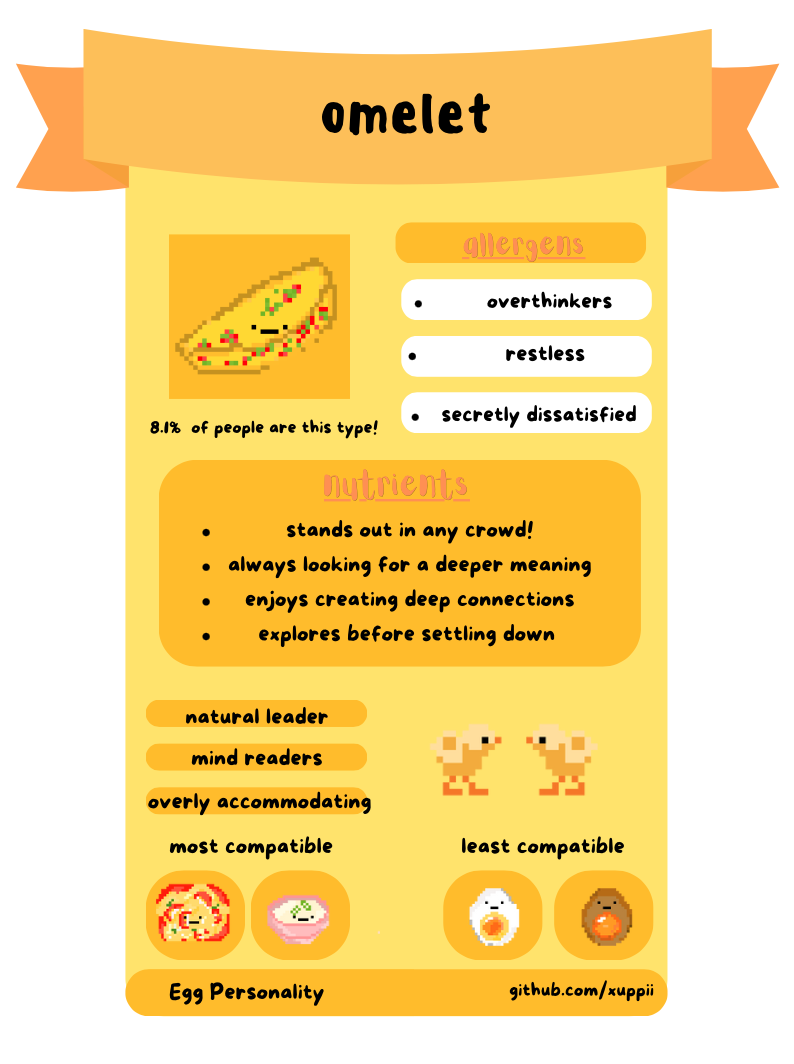 omelet
allergens
• overthinkers
• restless
• secretly dissatisfied
8.1% of people are this type!
nutrients
• stands out in any crowd!
• always looking for a deeper meaning
• enjoys creating deep connections
• explores before settling down
natural leader
mind readers
overly accommodating
most compatible
least compatible
Egg Personality
github.com/xuppii